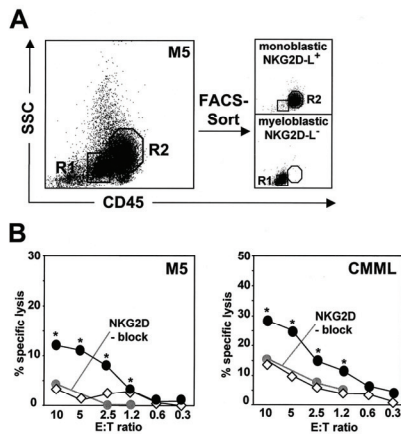 A
M5
SSC
R1
R2
CD45
FACS-
Sort
monoblastic
NKG2D-L+
R2
myeloblastic
NKG2D-L-
R1
B
M5
% specific lysis
30
20
10
0
* * * *
NKG2D
- block
10 5 2.5 1.2 0.6 0.3
E:T ratio
CMML
% specific lysis
50
40
30
20
10
0
* * * *
NKG2D
- block
10 5 2.5 1.2 0.6 0.3
E:T ratio